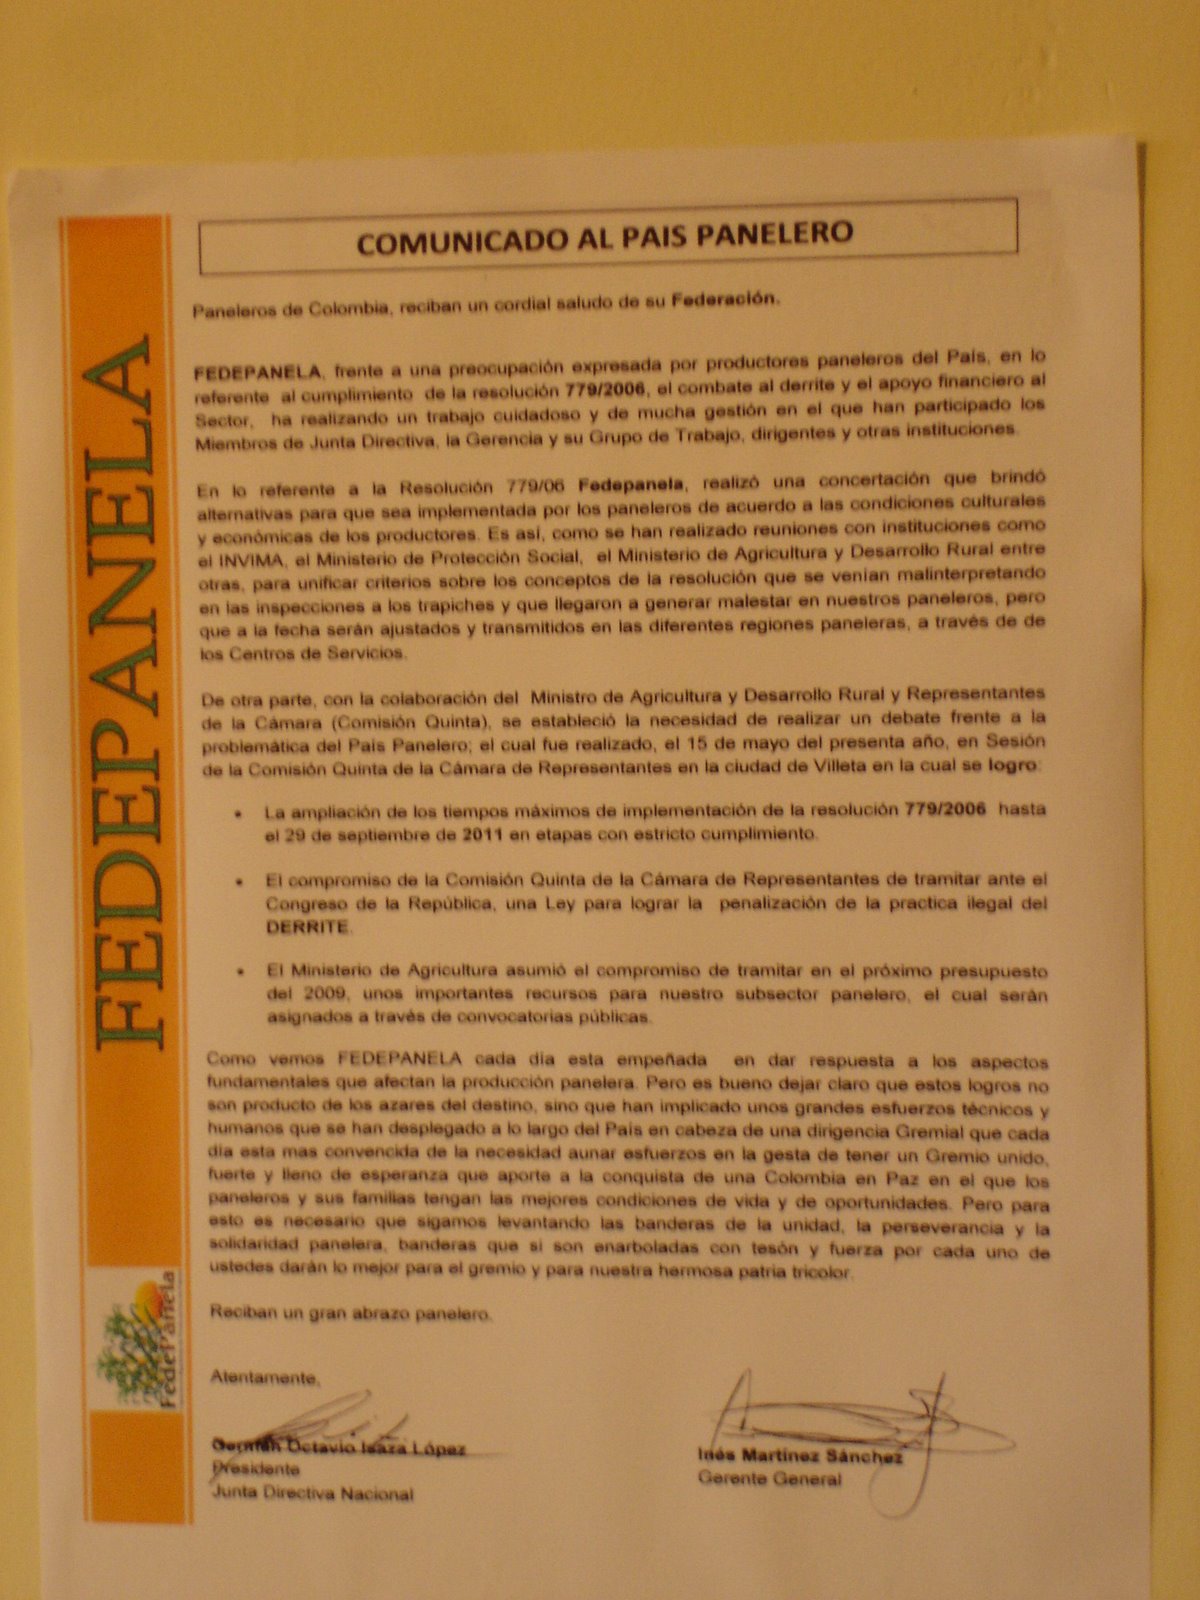 COMUNICADO AL PAIS PANELERO
Paneleros de Colombia, reciban un cordial saludo de su Federación.
FEDEPANELA, frente a una preocupación expresada por productores paneleros del País, en lo
referente al cumplimiento de la resolución 779/2006, el combate al derrite y el apoyo financiero al
Sector, ha realizando un trabajo cuidadoso y de mucha gestión en el que han participado los
Miembros de Junta Directiva, la Gerencia y su Grupo de Trabajo, dirigentes y otras instituciones.
En lo referente a la Resolución 779/06 Fedepanela, realizó una concertación que brindó
alternativas para que sea implementada por los paneleros de acuerdo a las condiciones culturales
y económicas de los productores. Es así, como se han realizado reuniones con instituciones como
el INVIMA, el Ministerio de Protección Social, el Ministerio de Agricultura y Desarrollo Rural entre
otras, para unificar criterios sobre los conceptos de la resolución que se venían malinterpretando
en las inspecciones a los trapiches y que llegaron a generar malestar en nuestros paneleros, pero
que a la fecha serán ajustados y transmitidos en las diferentes regiones paneleras, a través de de
los Centros de Servicios.
De otra parte, con la colaboración del Ministro de Agricultura y Desarrollo Rural y Representantes
de la Cámara (Comisión Quinta), se estableció la necesidad de realizar un debate frente a la
problemática del País Panelero; el cual fue realizado, el 15 de mayo del presenta año, en Sesión
de la Comisión Quinta de la Cámara de Representantes en la ciudad de Villeta en la cual se logro:
• La ampliación de los tiempos máximos de implementación de la resolución 779/2006 hasta
el 29 de septiembre de 2011 en etapas con estricto cumplimiento.
• El compromiso de la Comisión Quinta de la Cámara de Representantes de tramitar ante el
Congreso de la República, una Ley para lograr la penalización de la practica ilegal del
DERRITE.
• El Ministerio de Agricultura asumió el compromiso de tramitar en el próximo presupuesto
del 2009, unos importantes recursos para nuestro subsector panelero, el cual serán
asignados a través de convocatorias públicas.
Como vemos FEDEPANELA cada día esta empeñada en dar respuesta a los aspectos
fundamentales que afectan la producción panelera. Pero es bueno dejar claro que estos logros no
son producto de los azares del destino, sino que han implicado unos grandes esfuerzos técnicos y
humanos que se han desplegado a lo largo del País en cabeza de una dirigencia Gremial que cada
día esta mas convencida de la necesidad aunar esfuerzos en la gesta de tener un Gremio unido,
fuerte y lleno de esperanza que aporte a la conquista de una Colombia en Paz en el que los
paneleros y sus familias tengan las mejores condiciones de vida y de oportunidades. Pero para
esto es necesario que sigamos levantando las banderas de la unidad, la perseverancia y la
solidaridad panelera, banderas que si son enarboladas con tesón y fuerza por cada uno de
ustedes darán lo mejor para el gremio y para nuestra hermosa patria tricolor.
Reciban un gran abrazo panelero.
Atentamente,
Germán Octavio Isaza López
Presidente
Junta Directiva Nacional
Inés Martínez Sánchez
Gerente General
FEDEPANELA
FedePanela